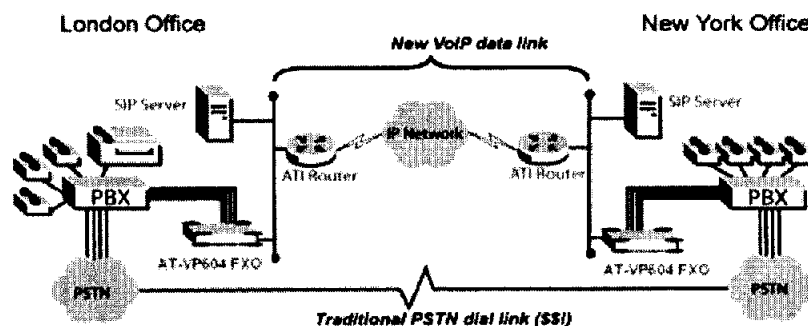 London Office
New York Office
New VoIP data link
SIP Server
SIP Server
IP Network
ATI Router
ATI Router
PBX
PBX
AT-VP604 FXO
AT-VP604 FXO
PSTN
PSTN
Traditional PSTN dial link ($$!)